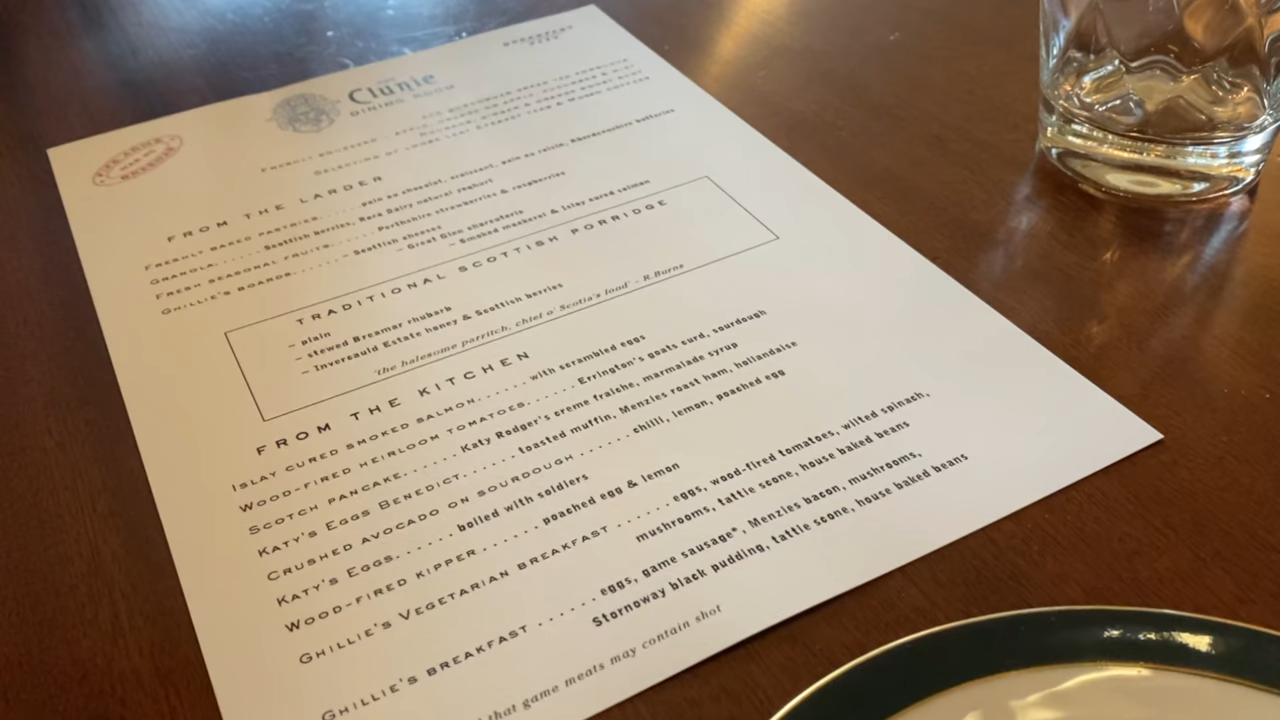 BREAKFAST
Clunie
DINING ROOM
FROM THE LARDER
FRESHLY BAKED PASTRIES......pain au chocolat, croissant, pain au raisin, Aberdeenshire butteries
GRANOLA......Scottish berries, Rora Dairy natural yoghurt
FRESH SEASONAL FRUITS......Perthshire strawberries & raspberries
GHILLIE'S BOARDS......– Scottish cheeses
– Great Glen charcuterie
– Smoked mackerel & Islay cured salmon
TRADITIONAL SCOTTISH PORRIDGE
– plain
– stewed Breamar rhubarb
– Invercauld Estate honey & Scottish berries
'the halesome parritch, chief o' Scotia's food' - R.Burns
FROM THE KITCHEN
ISLAY CURED SMOKED SALMON......with scrambled eggs
WOOD-FIRED HEIRLOOM TOMATOES......Errington's goats curd, sourdough
SCOTCH PANCAKE......Katy Rodger's creme fraiche, marmalade syrup
KATY'S EGGS BENEDICT......toasted muffin, Menzies roast ham, hollandaise
CRUSHED AVOCADO ON SOURDOUGH......chilli, lemon, poached egg
KATY'S EGGS......boiled with soldiers
WOOD-FIRED KIPPER......poached egg & lemon
GHILLIE'S VEGETARIAN BREAKFAST......eggs, wood-fired tomatoes, wilted spinach,
mushrooms, tattie scone, house baked beans
GHILLIE'S BREAKFAST......eggs, game sausage*, Menzies bacon, mushrooms,
Stornoway black pudding, tattie scone, house baked beans
that game meats may contain shot